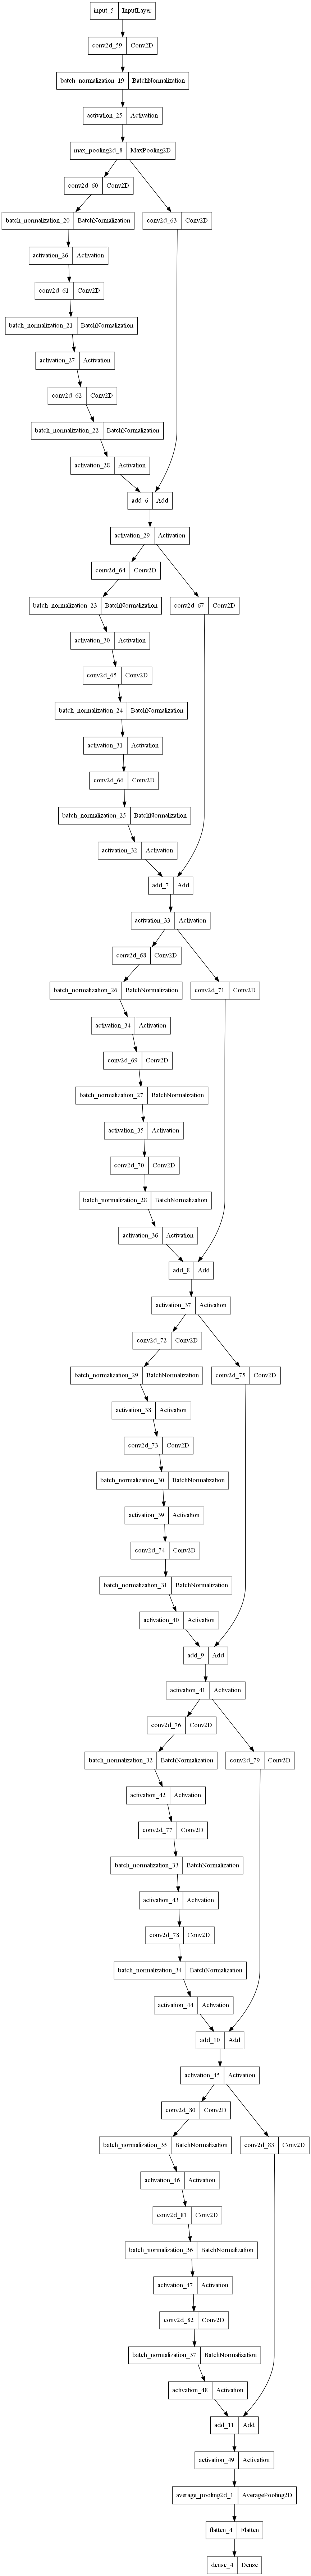 input_5 InputLayer
conv2d_59 Conv2D
batch_normalization_19 BatchNormalization
activation_25 Activation
max_pooling2d_8 MaxPooling2D
conv2d_60 Conv2D
batch_normalization_20 BatchNormalization conv2d_63 Conv2D
activation_26 Activation
conv2d_61 Conv2D
batch_normalization_21 BatchNormalization
activation_27 Activation
conv2d_62 Conv2D
batch_normalization_22 BatchNormalization
activation_28 Activation
add_6 Add
activation_29 Activation
conv2d_64 Conv2D
batch_normalization_23 BatchNormalization conv2d_67 Conv2D
activation_30 Activation
conv2d_65 Conv2D
batch_normalization_24 BatchNormalization
activation_31 Activation
conv2d_66 Conv2D
batch_normalization_25 BatchNormalization
activation_32 Activation
add_7 Add
activation_33 Activation
conv2d_68 Conv2D
batch_normalization_26 BatchNormalization conv2d_71 Conv2D
activation_34 Activation
conv2d_69 Conv2D
batch_normalization_27 BatchNormalization
activation_35 Activation
conv2d_70 Conv2D
batch_normalization_28 BatchNormalization
activation_36 Activation
add_8 Add
activation_37 Activation
conv2d_72 Conv2D
batch_normalization_29 BatchNormalization conv2d_75 Conv2D
activation_38 Activation
conv2d_73 Conv2D
batch_normalization_30 BatchNormalization
activation_39 Activation
conv2d_74 Conv2D
batch_normalization_31 BatchNormalization
activation_40 Activation
add_9 Add
activation_41 Activation
conv2d_76 Conv2D
batch_normalization_32 BatchNormalization conv2d_79 Conv2D
activation_42 Activation
conv2d_77 Conv2D
batch_normalization_33 BatchNormalization
activation_43 Activation
conv2d_78 Conv2D
batch_normalization_34 BatchNormalization
activation_44 Activation
add_10 Add
activation_45 Activation
conv2d_80 Conv2D
batch_normalization_35 BatchNormalization conv2d_83 Conv2D
activation_46 Activation
conv2d_81 Conv2D
batch_normalization_36 BatchNormalization
activation_47 Activation
conv2d_82 Conv2D
batch_normalization_37 BatchNormalization
activation_48 Activation
add_11 Add
activation_49 Activation
average_pooling2d_1 AveragePooling2D
flatten_4 Flatten
dense_4 Dense